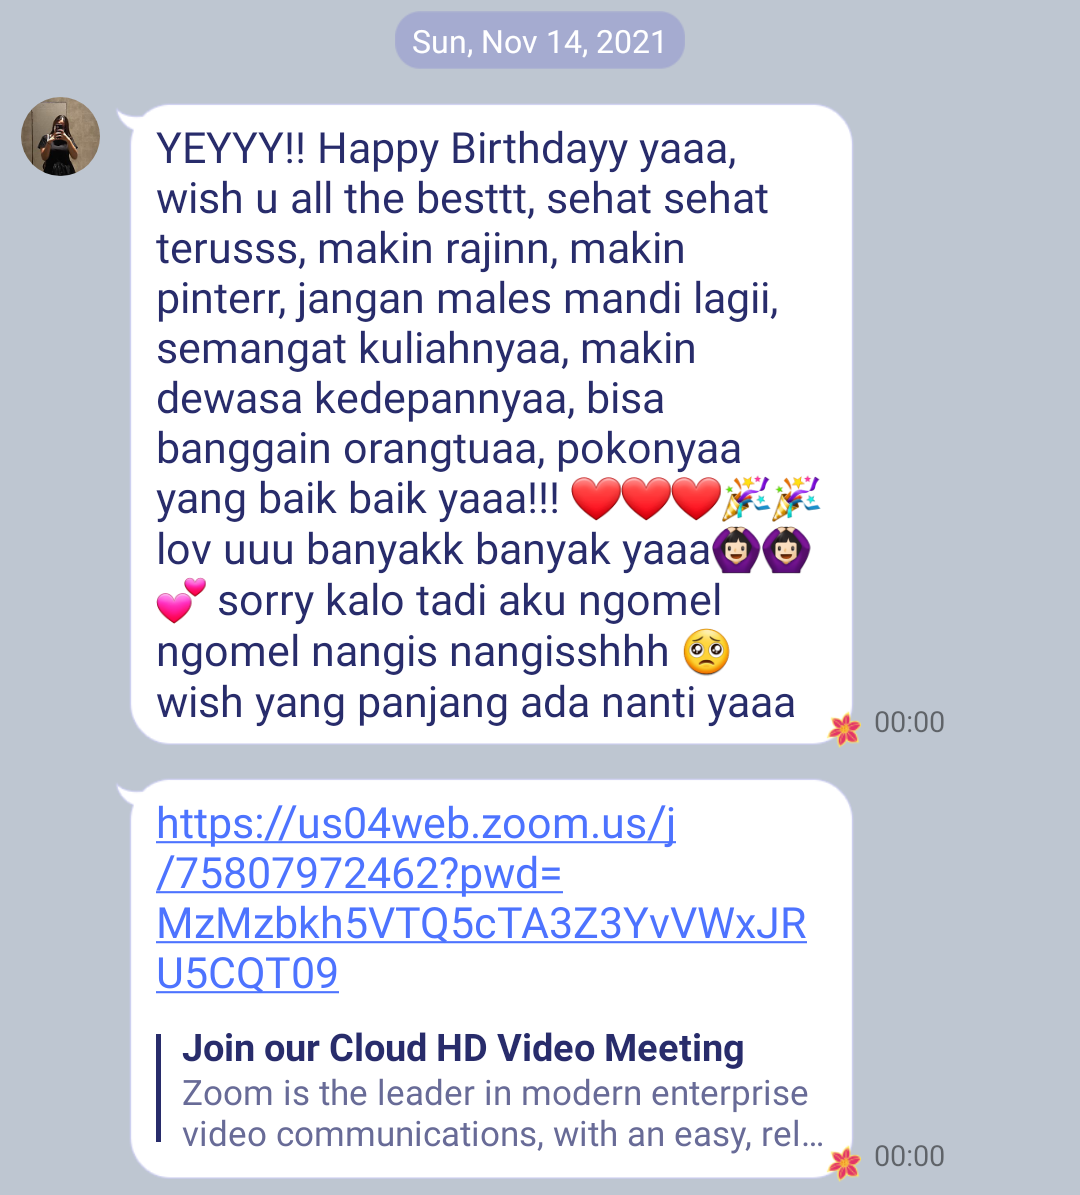 Sun, Nov 14, 2021
YEYYY!! Happy Birthdayy yaaa,
wish u all the besttt, sehat sehat
terusss, makin rajinn, makin
pinterr, jangan males mandi lagii,
semangat kuliahnyaa, makin
dewasa kedepannyaa, bisa
banggain orangtuaa, pokonyaa
yang baik baik yaaa!!! ❤️❤️❤️🎉🎉
lov uuu banyakk banyak yaaa🙆🏻‍♀️🙆🏻‍♀️
💕 sorry kalo tadi aku ngomel
ngomel nangis nangisshhh 🥺
wish yang panjang ada nanti yaaa
00:00
https://us04web.zoom.us/j
/75807972462?pwd=
MzMzbkh5VTQ5cTA3Z3YvVWxJR
U5CQT09
Join our Cloud HD Video Meeting
Zoom is the leader in modern enterprise
video communications, with an easy, rel...
00:00